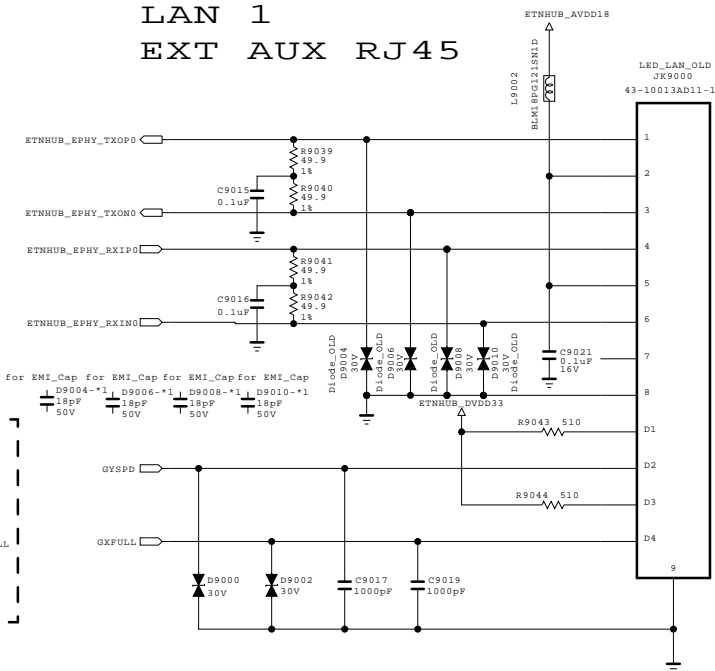 LAN 1
EXT AUX RJ45
ETNHUB_AVDD18
L9002
BLM18PG121SN1D
LED_LAN_OLD
JK9000
43-10013AD11-1
ETNHUB_EPHY_TXOP0
R9039
49.9
1%
C9015
0.1uF
R9040
49.9
1%
ETNHUB_EPHY_TXON0
ETNHUB_EPHY_RXIP0
R9041
49.9
1%
C9016
0.1uF
R9042
49.9
1%
ETNHUB_EPHY_RXIN0
1
2
3
4
5
6
7
8
D1
D2
D3
D4
9
Diode_OLD
D9004
30V
Diode_OLD
D9006
30V
Diode_OLD
D9008
30V
D9010
30V
Diode_OLD
C9021
0.1uF
16V
for EMI_Cap for EMI_Cap for EMI_Cap for EMI_Cap
D9004-*1
18pF
50V
D9006-*1
18pF
50V
D9008-*1
18pF
50V
D9010-*1
18pF
50V
ETNHUB_DVDD33
R9043 510
GYSPD
R9044 510
GXFULL
D9000
30V
D9002
30V
C9017
1000pF
C9019
1000pF